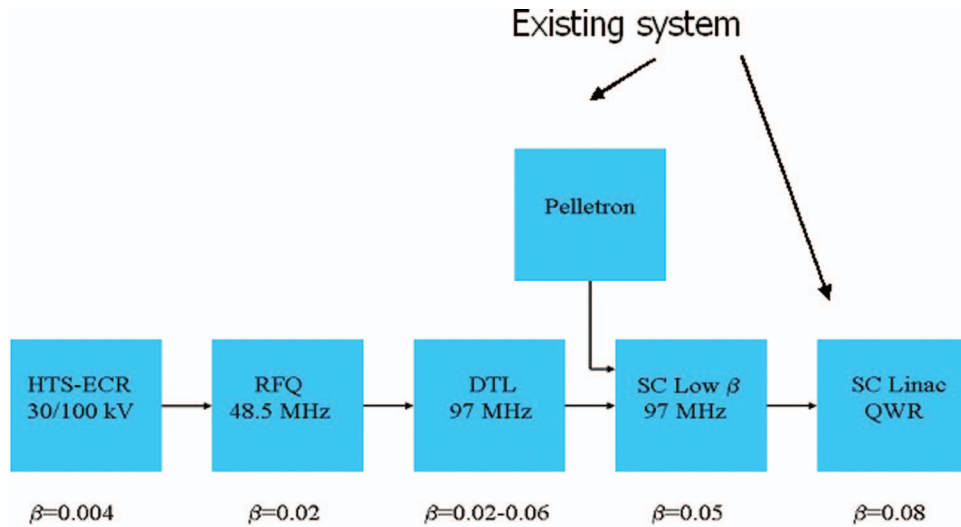 Existing system
Pelletron
HTS-ECR
30/100 kV
RFQ
48.5 MHz
DTL
97 MHz
SC Low β
97 MHz
SC Linac
QWR
β=0.004
β=0.02
β=0.02-0.06
β=0.05
β=0.08